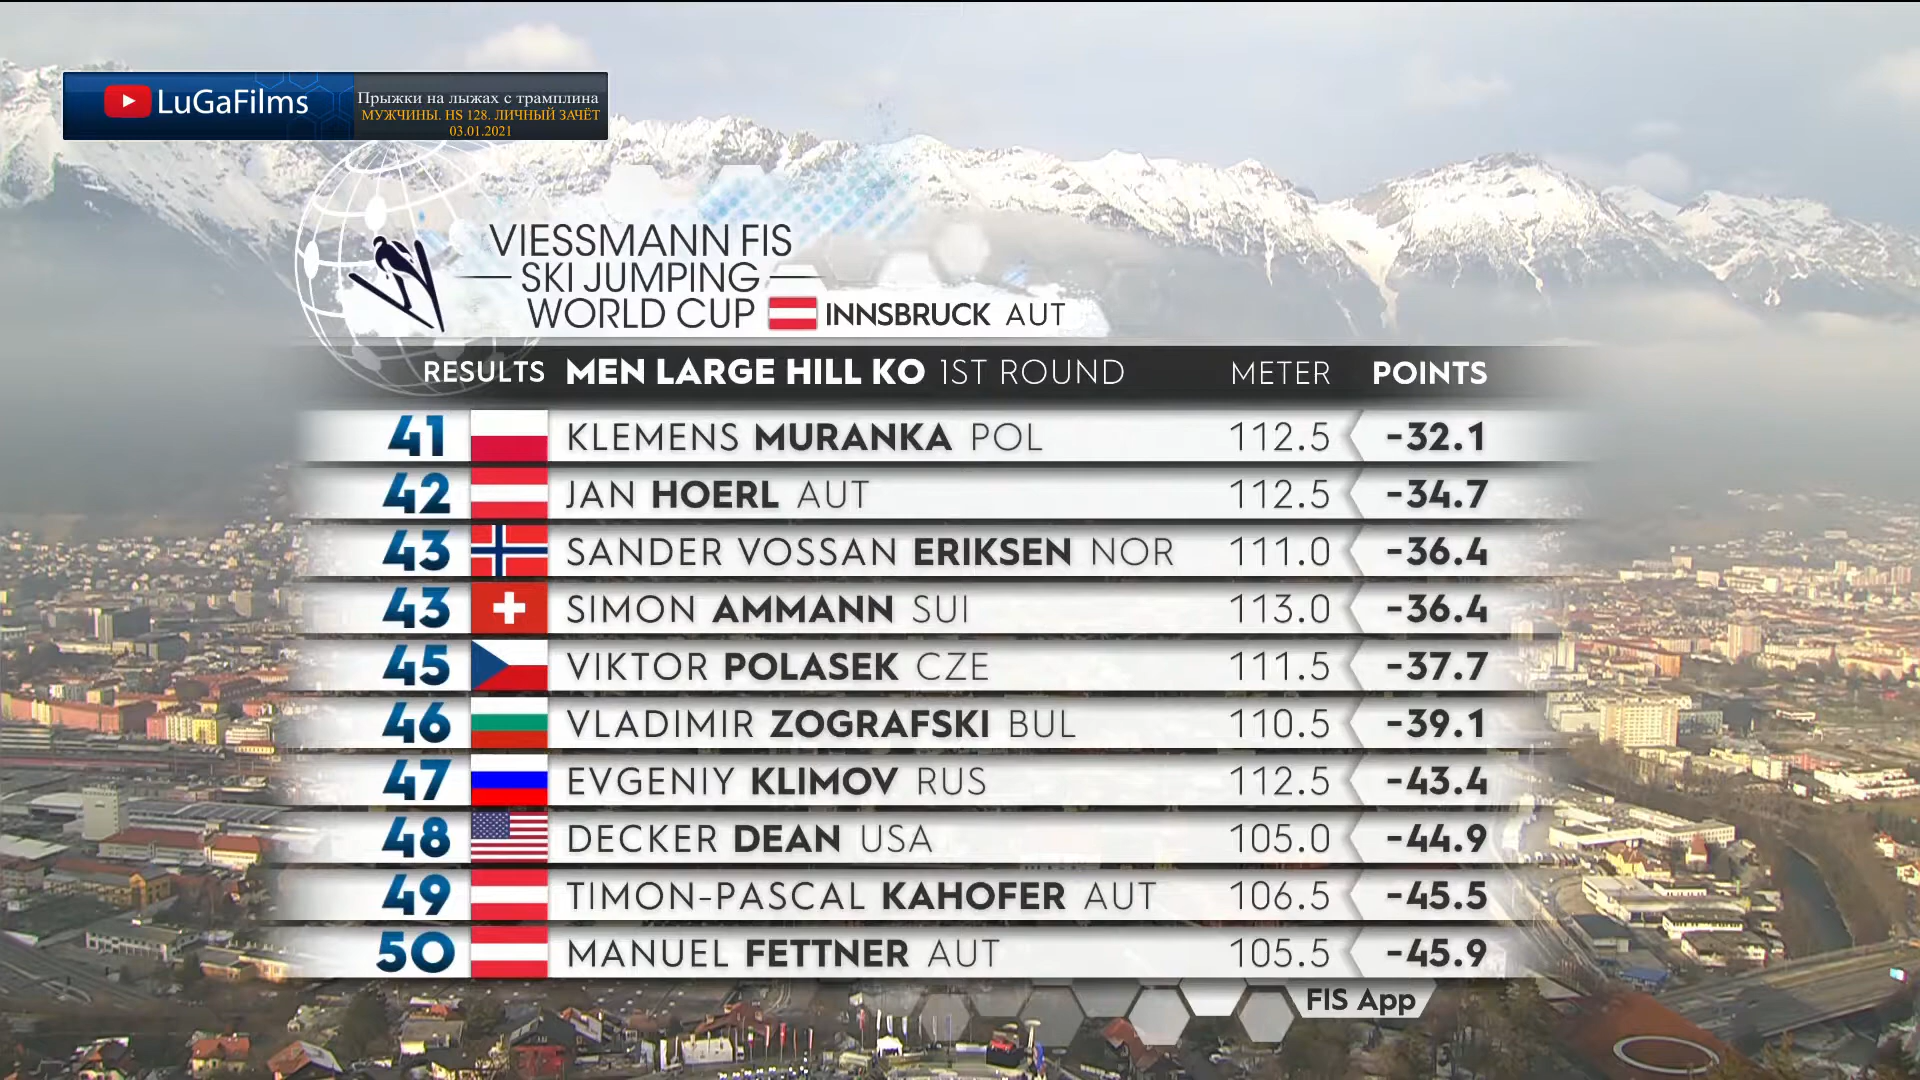 LuGaFilms
Прыжки на лыжах с трамплина
МУЖЧИНЫ. HS 128. ЛИЧНЫЙ ЗАЧЁТ
03.01.2021
VIESSMANN FIS
SKI JUMPING
WORLD CUP INNSBRUCK AUT
RESULTS MEN LARGE HILL KO 1ST ROUND METER POINTS
41 KLEMENS MURANKA POL 112.5 -32.1
42 JAN HOERL AUT 112.5 -34.7
43 SANDER VOSSAN ERIKSEN NOR 111.0 -36.4
43 SIMON AMMANN SUI 113.0 -36.4
45 VIKTOR POLASEK CZE 111.5 -37.7
46 VLADIMIR ZOGRAFSKI BUL 110.5 -39.1
47 EVGENIY KLIMOV RUS 112.5 -43.4
48 DECKER DEAN USA 105.0 -44.9
49 TIMON-PASCAL KAHOFER AUT 106.5 -45.5
50 MANUEL FETTNER AUT 105.5 -45.9
FIS App